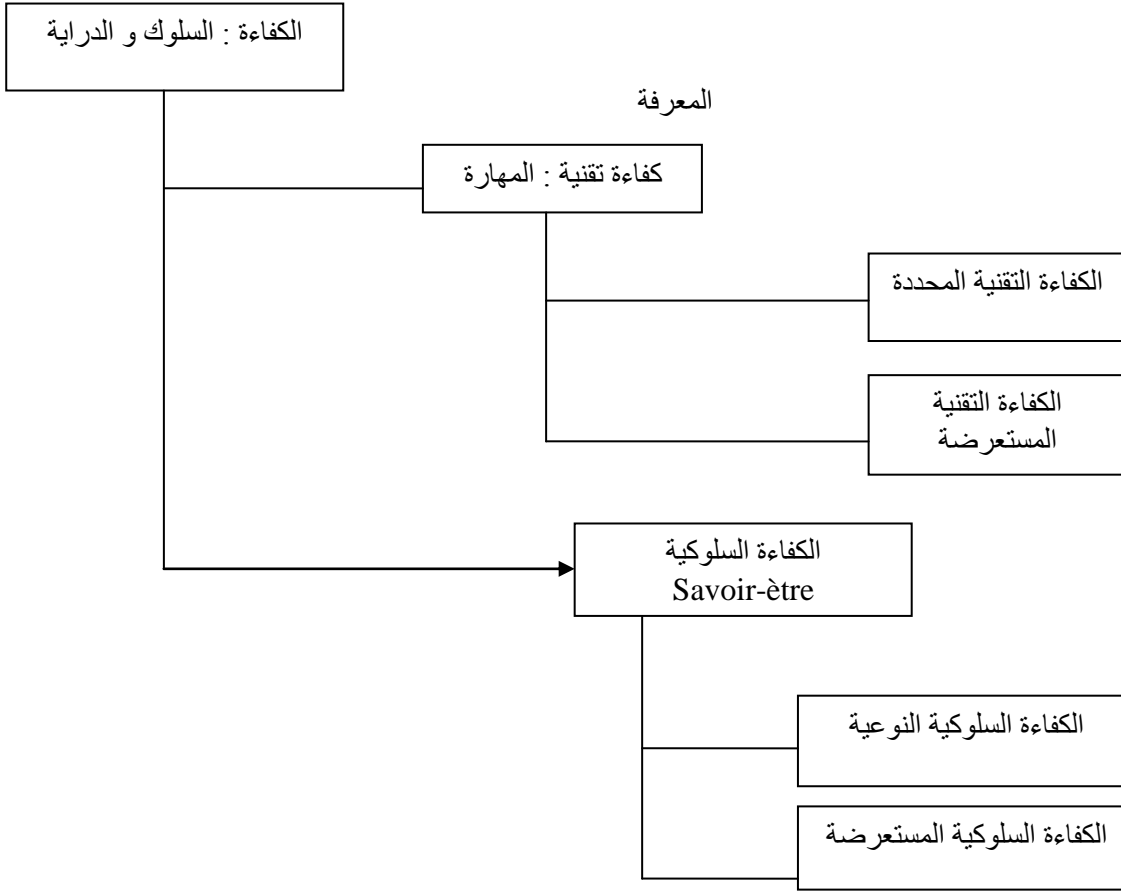 الكفاءة : السلوك و الدراية
المعرفة
كفاءة تقنية : المهارة
الكفاءة التقنية المحددة
الكفاءة التقنية
المستعرضة
الكفاءة السلوكية
Savoir-ètre
الكفاءة السلوكية النوعية
الكفاءة السلوكية المستعرضة